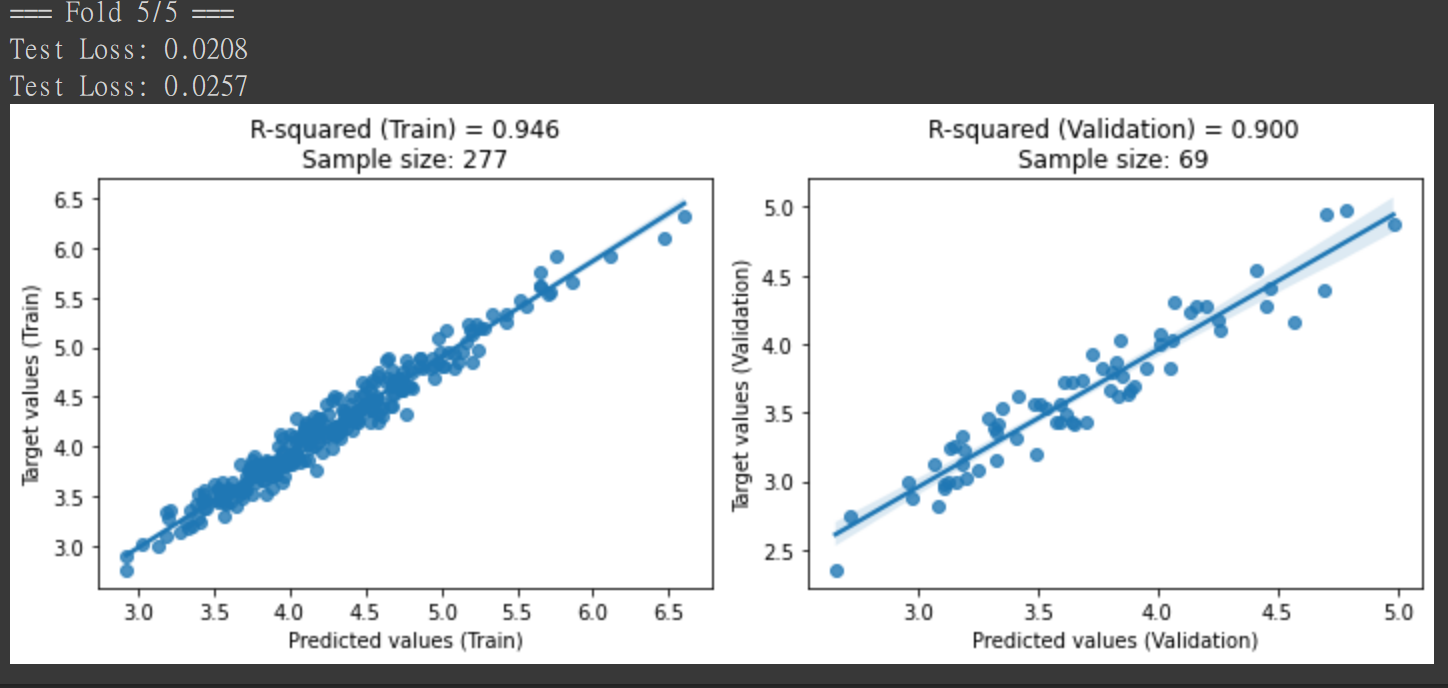 === Fold 5/5 ===
Test Loss: 0.0208
Test Loss: 0.0257
R-squared (Train) = 0.946
Sample size: 277
6.5
6.0
5.5
5.0
4.5
4.0
3.5
3.0
Target values (Train)
3.0 3.5 4.0 4.5 5.0 5.5 6.0 6.5
Predicted values (Train)
R-squared (Validation) = 0.900
Sample size: 69
5.0
4.5
4.0
3.5
3.0
2.5
Target values (Validation)
3.0 3.5 4.0 4.5 5.0
Predicted values (Validation)